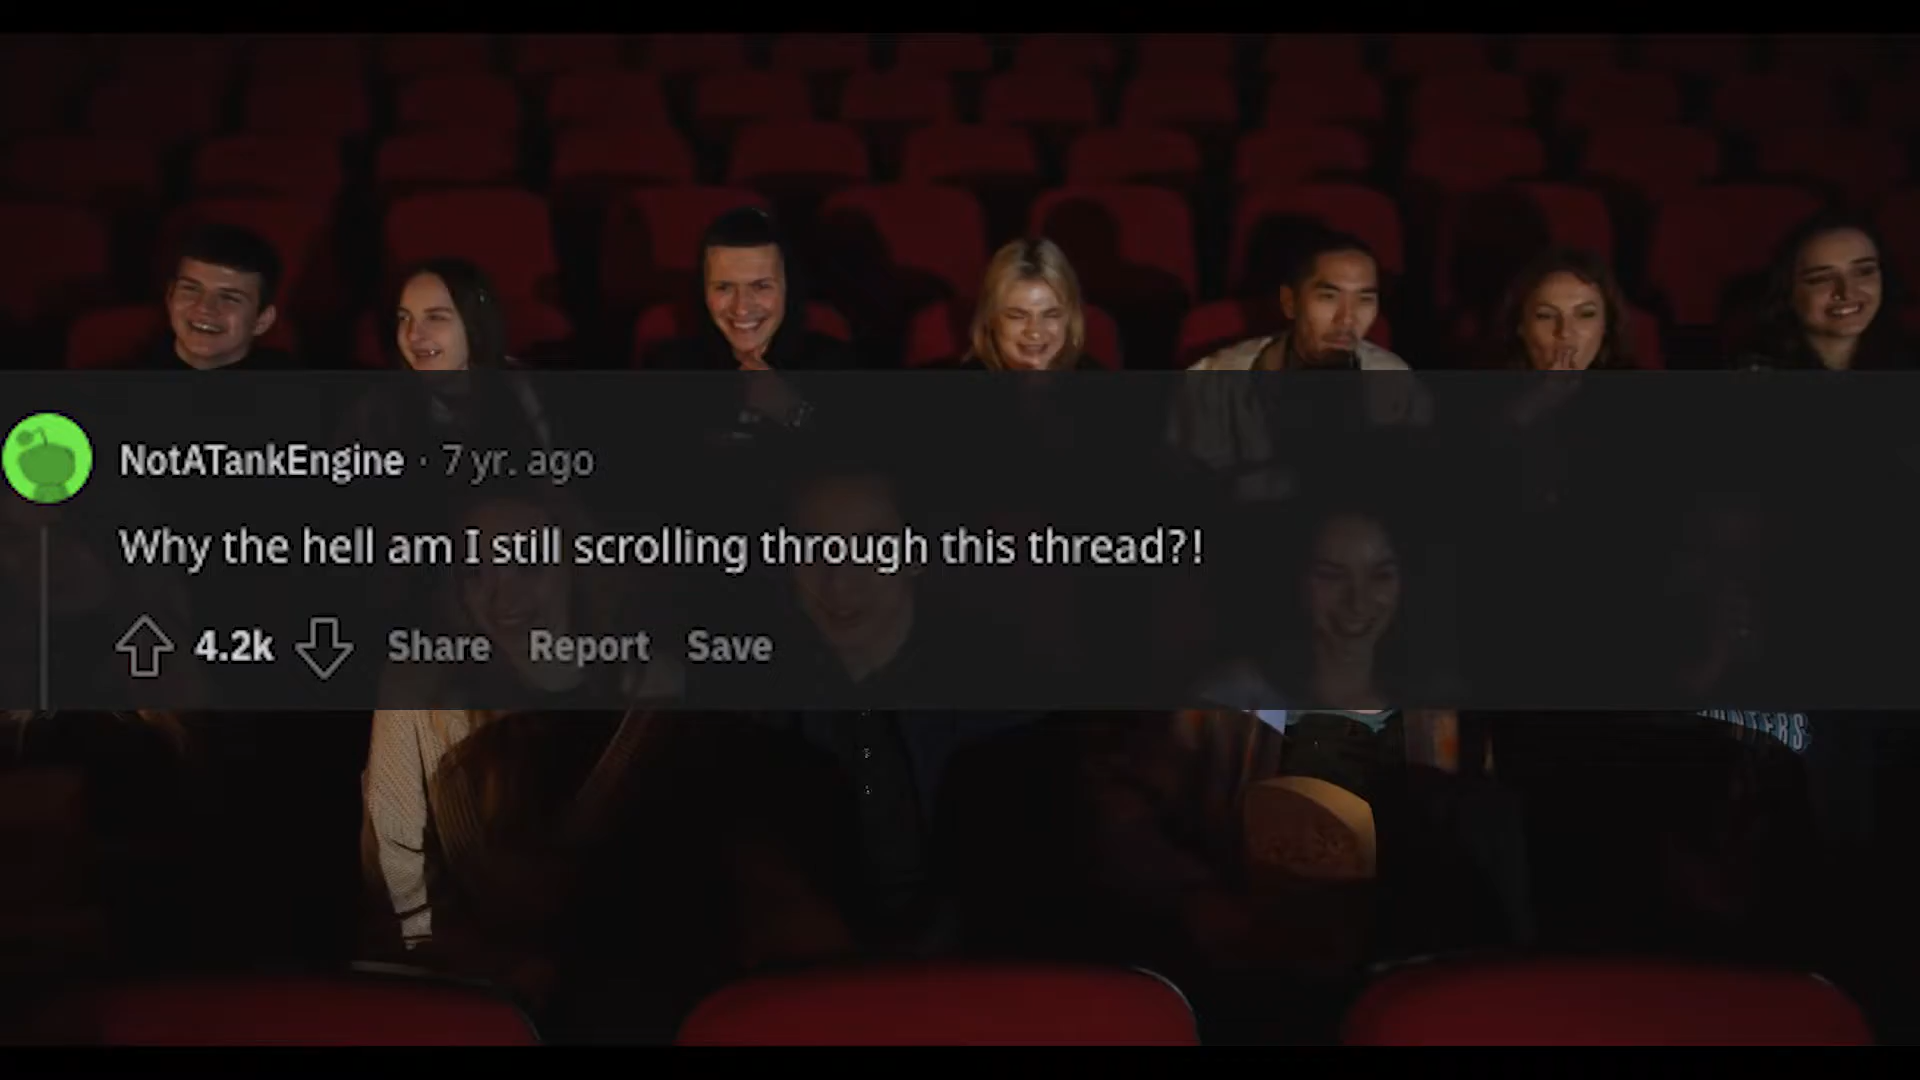 NotATankEngine · 7 yr. ago
Why the hell am I still scrolling through this thread?!
4.2k Share Report Save